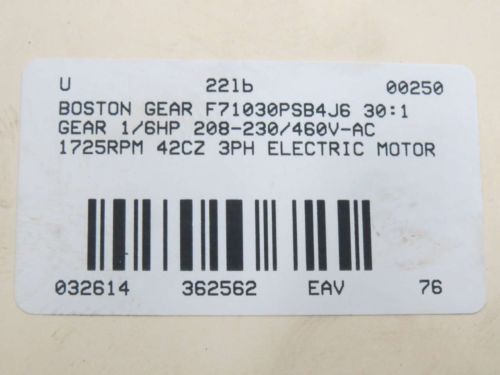 U 22lb 00250
BOSTON GEAR F71030PSB4J6 30:1
GEAR 1/6HP 208-230/460V-AC
1725RPM 42CZ 3PH ELECTRIC MOTOR
032614 362562 EAV 76